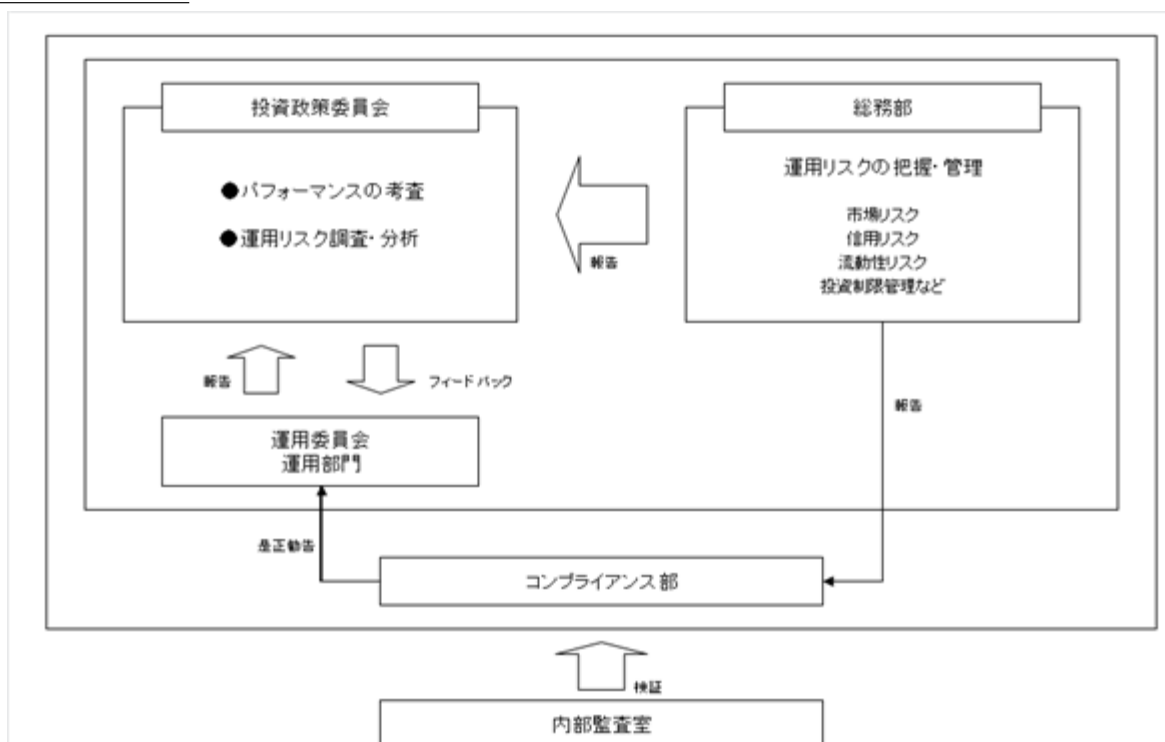 投資政策委員会
●パフォーマンスの考査
●運用リスク調査・分析
総務部
運用リスクの把握・管理
市場リスク
信用リスク
流動性リスク
投資制限管理など
報告
報告
フィードバック
報告
運用委員会
運用部門
是正勧告
コンプライアンス部
検証
内部監査室